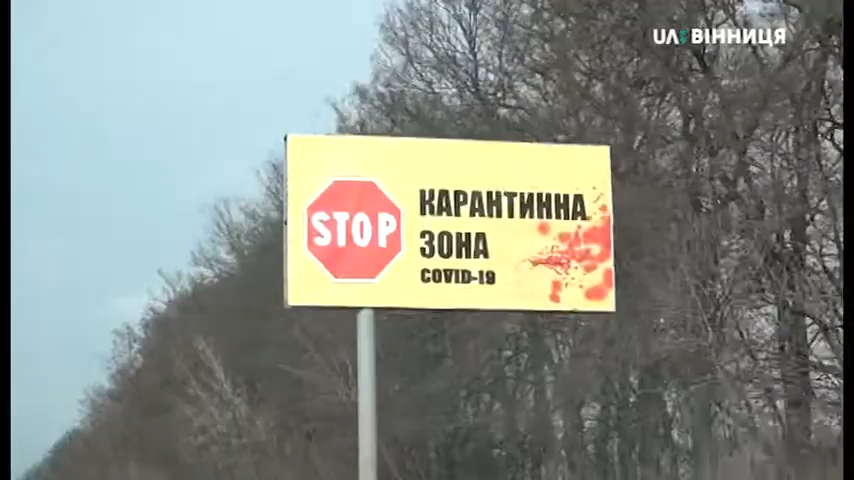 UA: ВІННИЦЯ
STOP
КАРАНТИННА
ЗОНА
COVID-19